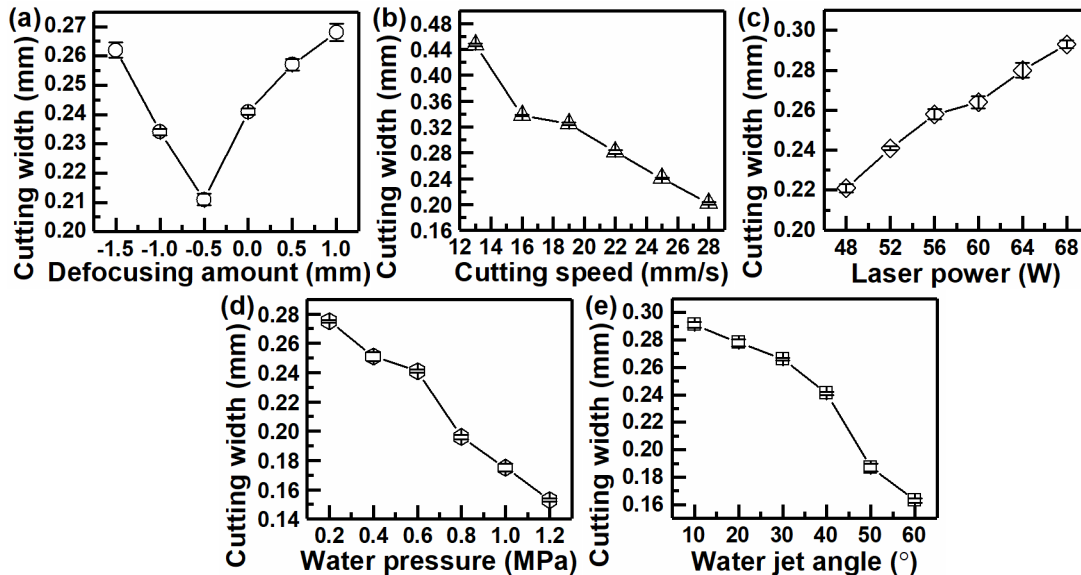 (a)
Cutting width (mm)
0.27
0.26
0.25
0.24
0.23
0.22
0.21
0.20
-1.5 -1.0 -0.5 0.0 0.5 1.0
Defocusing amount (mm)
(b)
Cutting width (mm)
0.48
0.44
0.40
0.36
0.32
0.28
0.24
0.20
0.16
12 14 16 18 20 22 24 26 28
Cutting speed (mm/s)
(c)
Cutting width (mm)
0.30
0.28
0.26
0.24
0.22
0.20
48 52 56 60 64 68
Laser power (W)
(d)
Cutting width (mm)
0.28
0.26
0.24
0.22
0.20
0.18
0.16
0.14
0.2 0.4 0.6 0.8 1.0 1.2
Water pressure (MPa)
(e)
Cutting width (mm)
0.30
0.28
0.26
0.24
0.22
0.20
0.18
0.16
10 20 30 40 50 60
Water jet angle (°)